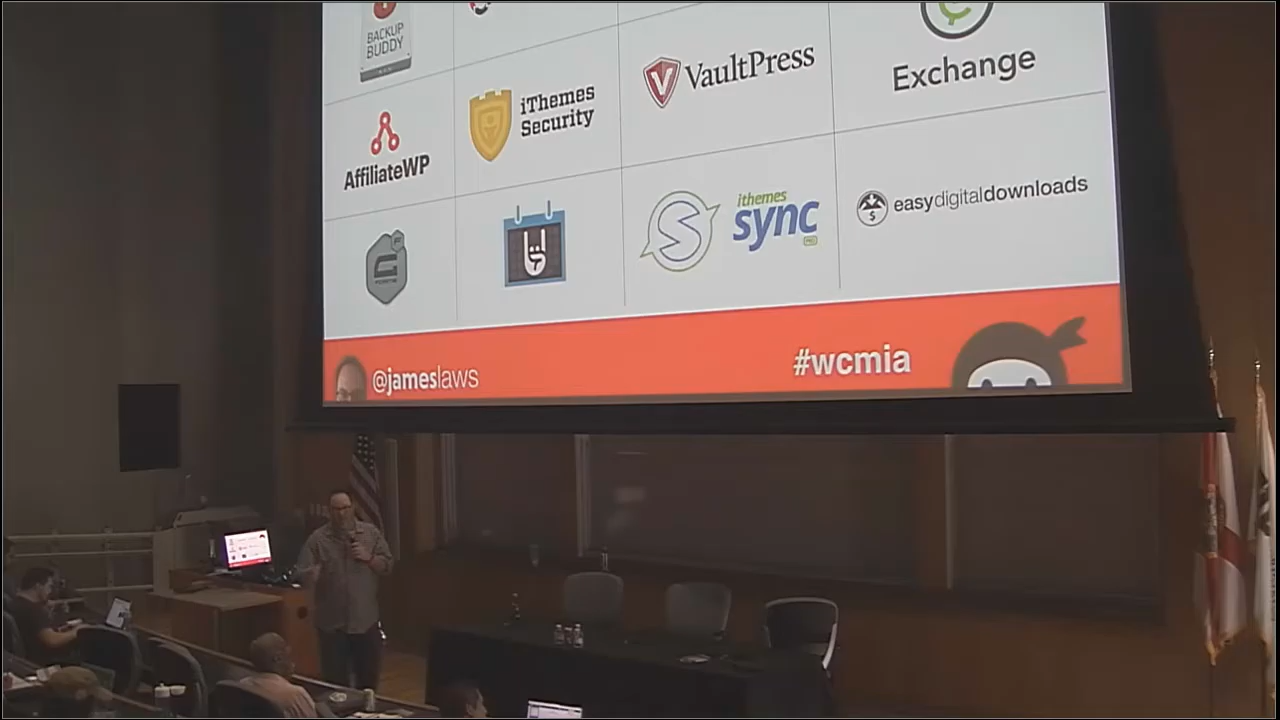 BACKUP
BUDDY
VaultPress
Exchange
iThemes
Security
AffiliateWP
ithemes
sync
easydigitaldownloads
@jameslaws
#wcmia